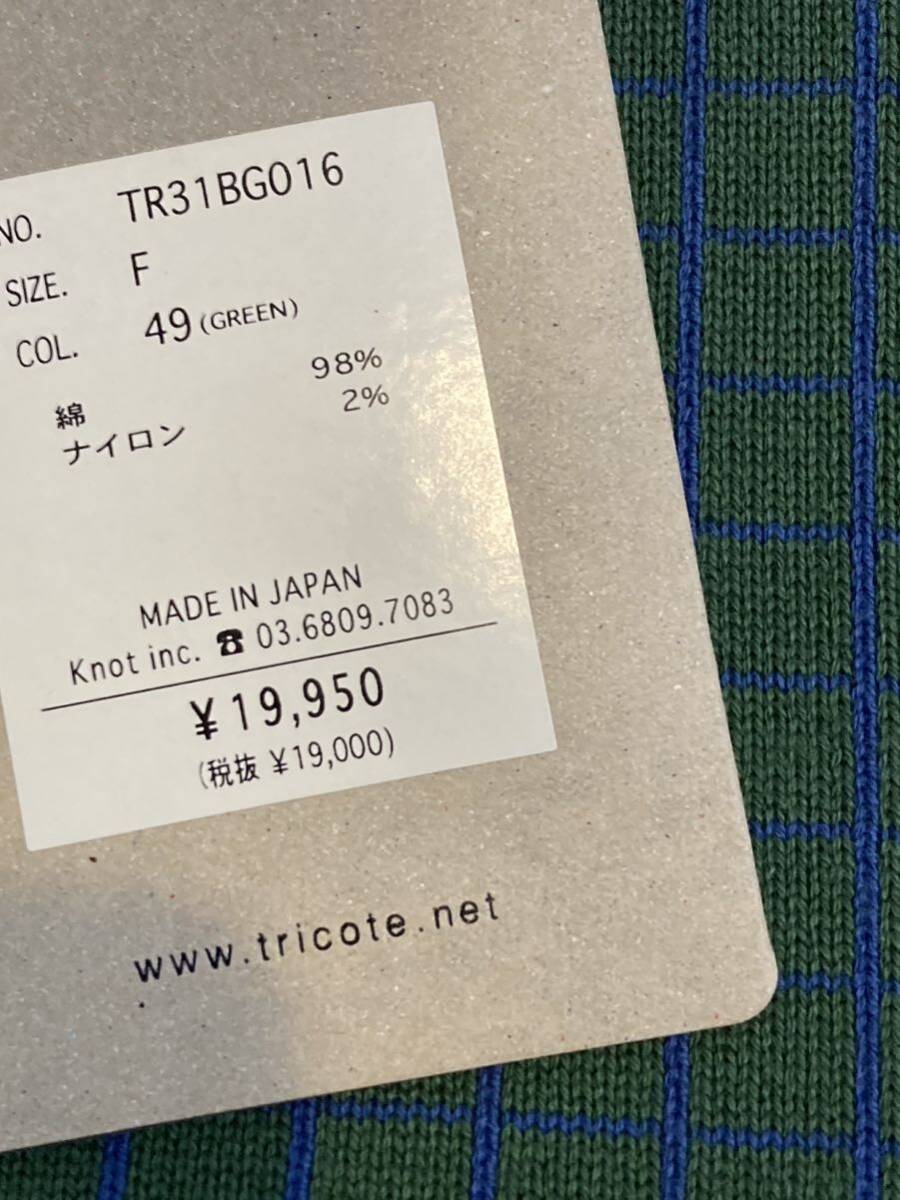 NO. TR31BG016
SIZE. F
COL. 49 (GREEN)
綿 98%
ナイロン 2%
MADE IN JAPAN
Knot inc. ☎ 03.6809.7083
¥19,950
(税抜 ¥19,000)
www.tricote.net